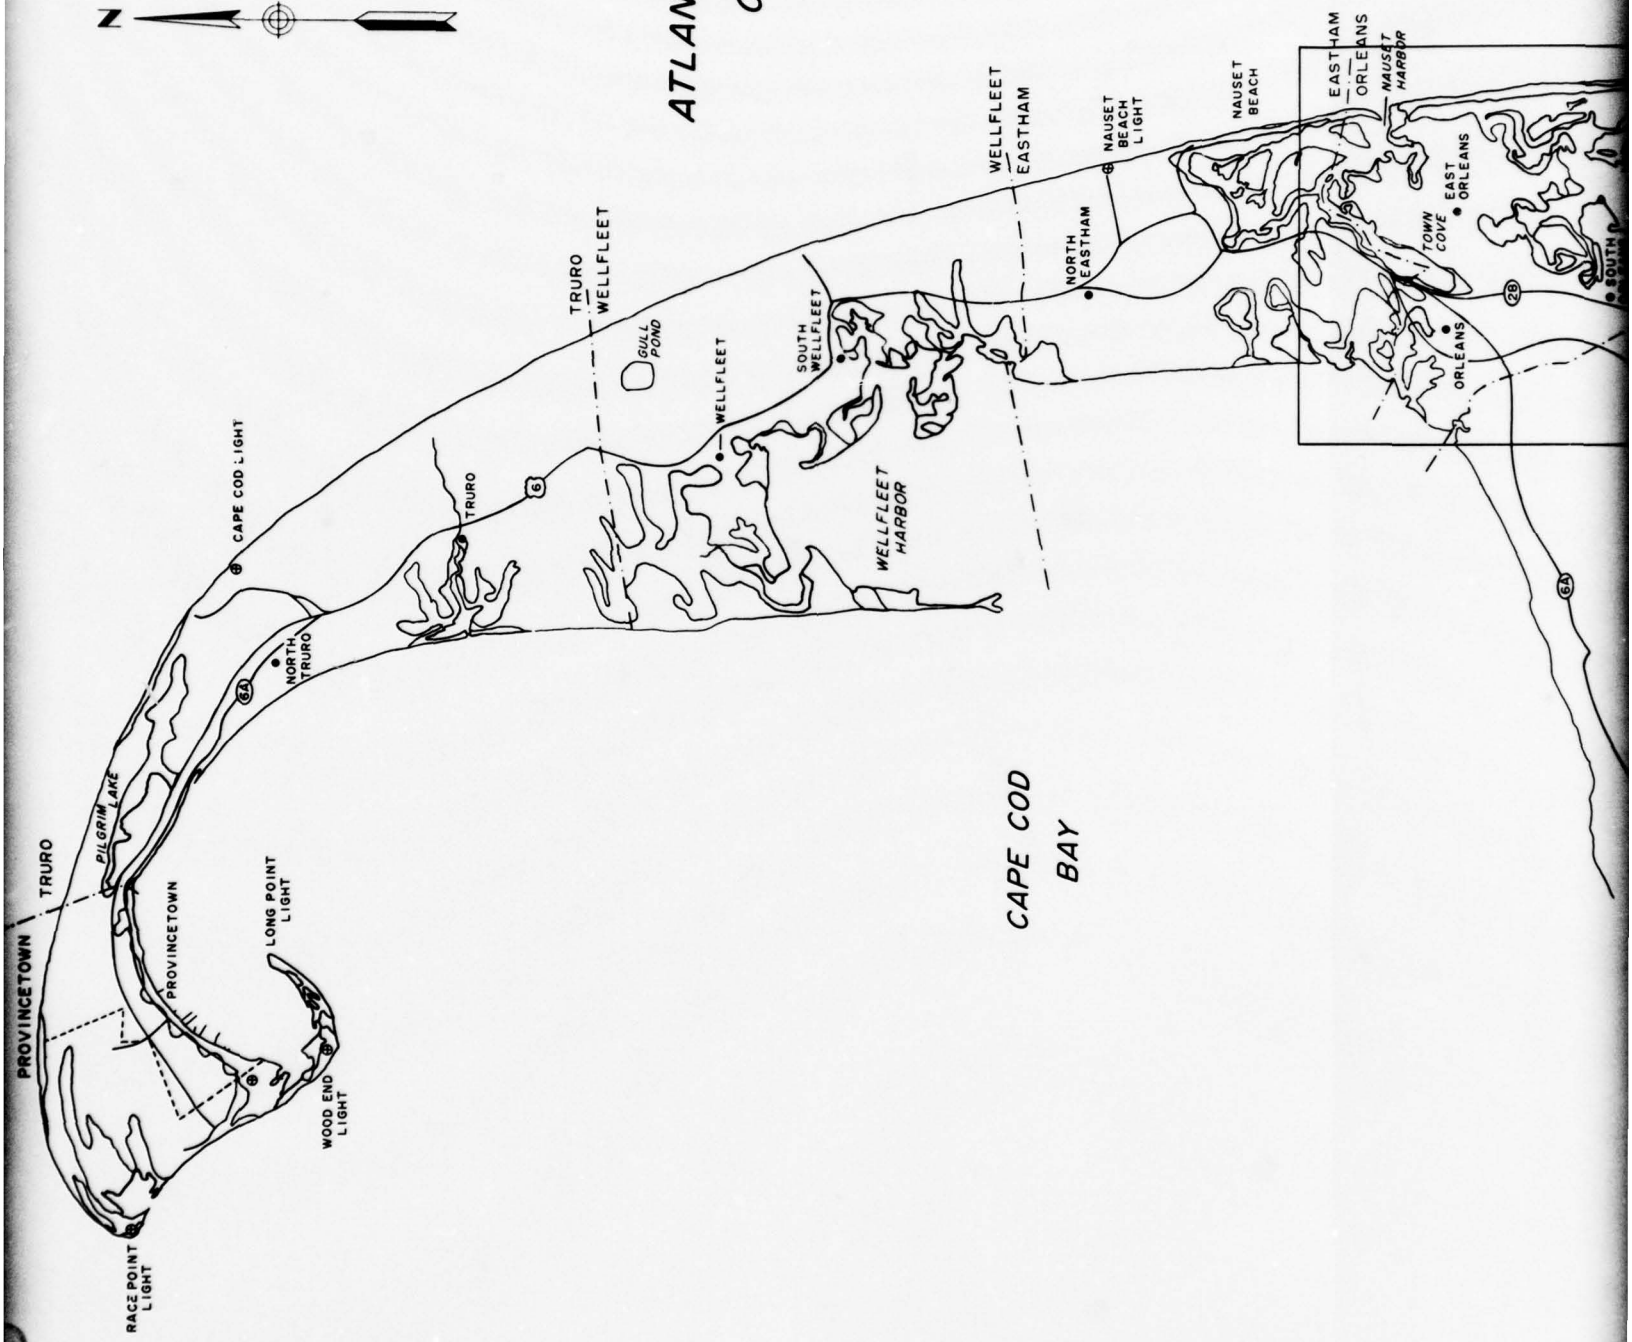 N
ATLAN
EASTHAM
ORLEANS
NAUSET
HARBOR
NAUSET
BEACH
WELLFLEET
EASTHAM
NAUSET
BEACH
LIGHT
EAST
ORLEANS
TOWN
COVE
SOUTH
28
NORTH
EASTHAM
ORLEANS
TRURO
WELLFLEET
GULL
POND
SOUTH
WELLFLEET
WELLFLEET
WELLFLEET
HARBOR
CAPE COD LIGHT
TRURO
6
6A
NORTH
TRURO
6A
PILGRIM
LAKE
TRURO
PROVINCETOWN
PROVINCETOWN
LONG POINT
LIGHT
WOOD END
LIGHT
RACE POINT
LIGHT
CAPE COD
BAY